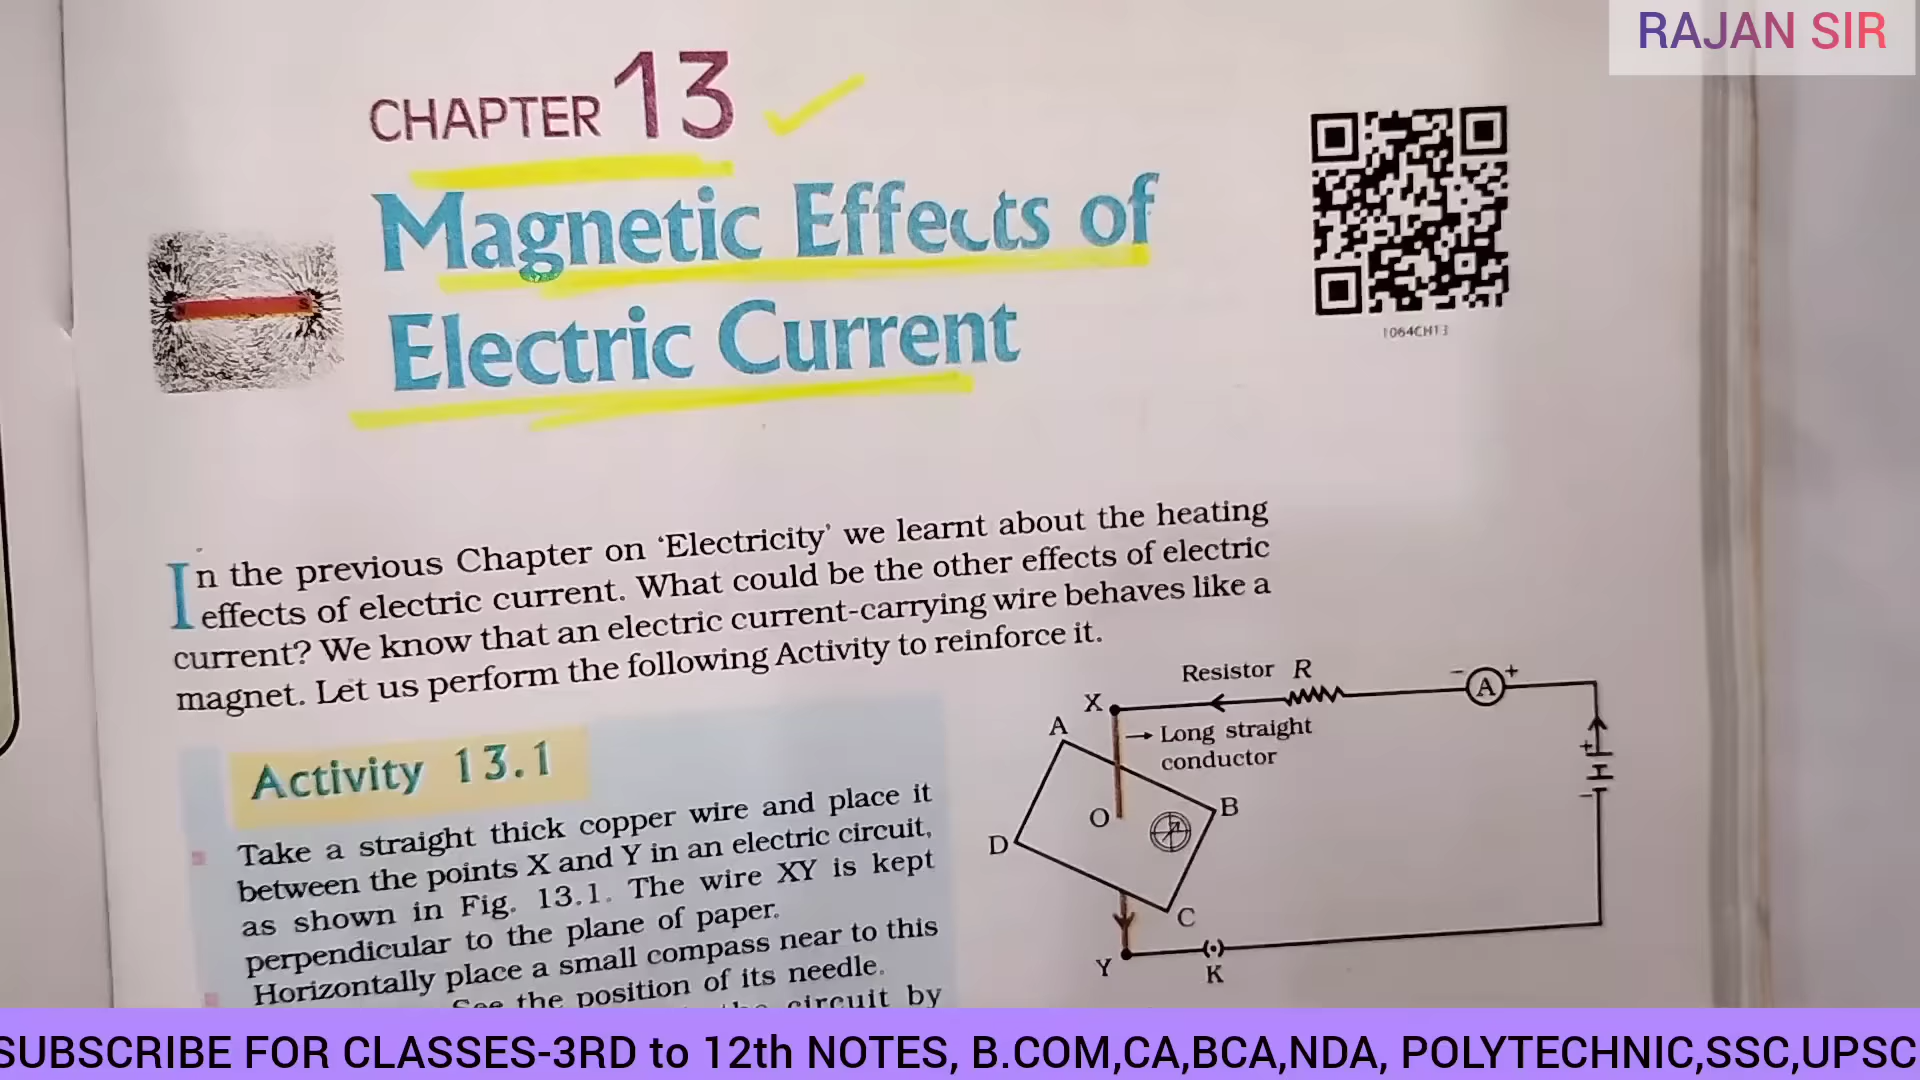 RAJAN SIR
CHAPTER 13
Magnetic Effects of
Electric Current
1064CH13
In the previous Chapter on ‘Electricity’ we learnt about the heating
effects of electric current. What could be the other effects of electric
current? We know that an electric current-carrying wire behaves like a
magnet. Let us perform the following Activity to reinforce it.
Activity 13.1
Take a straight thick copper wire and place it
between the points X and Y in an electric circuit,
as shown in Fig. 13.1. The wire XY is kept
perpendicular to the plane of paper.
Horizontally place a small compass near to this
See the position of its needle.
circuit by
Resistor R
X
A
Long straight
conductor
- A +
+
-
O
B
D
C
Y
K
SUBSCRIBE FOR CLASSES-3RD to 12th NOTES, B.COM,CA,BCA,NDA, POLYTECHNIC,SSC,UPSC